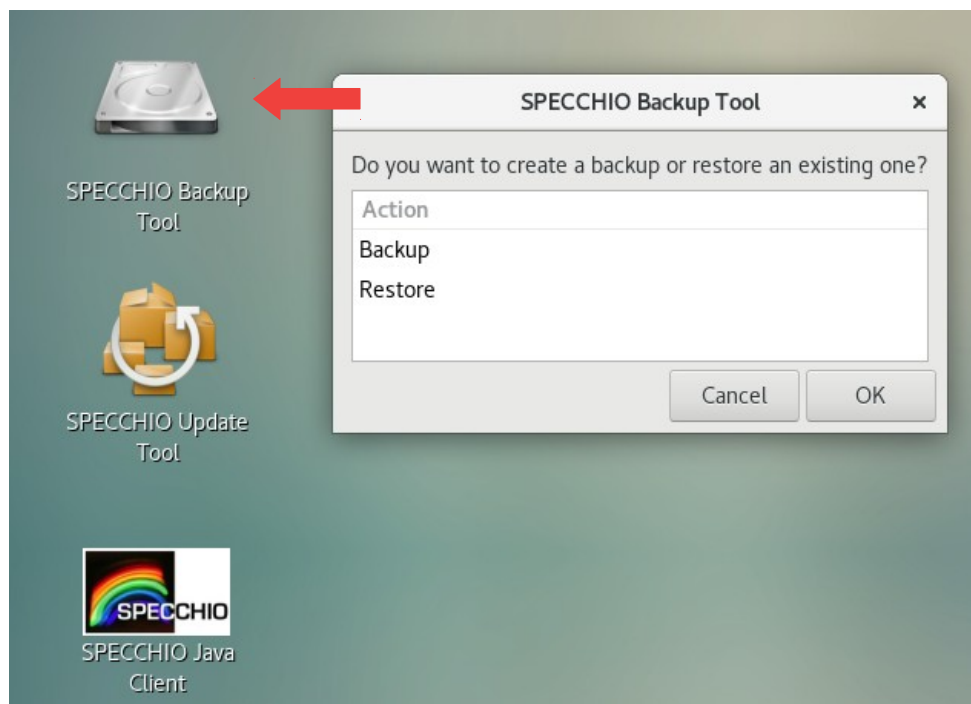 SPECCHIO Backup
Tool
SPECCHIO Update
Tool
SPECCHIO
SPECCHIO Java
Client
SPECCHIO Backup Tool
Do you want to create a backup or restore an existing one?
Action
Backup
Restore
Cancel OK